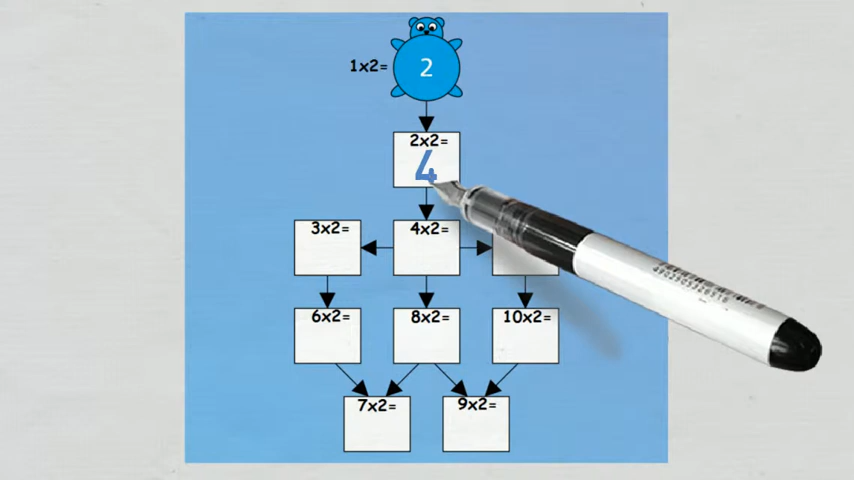 1x2=
2
2x2=
4
3x2=
4x2=
6x2=
8x2=
10x2=
7x2=
9x2=